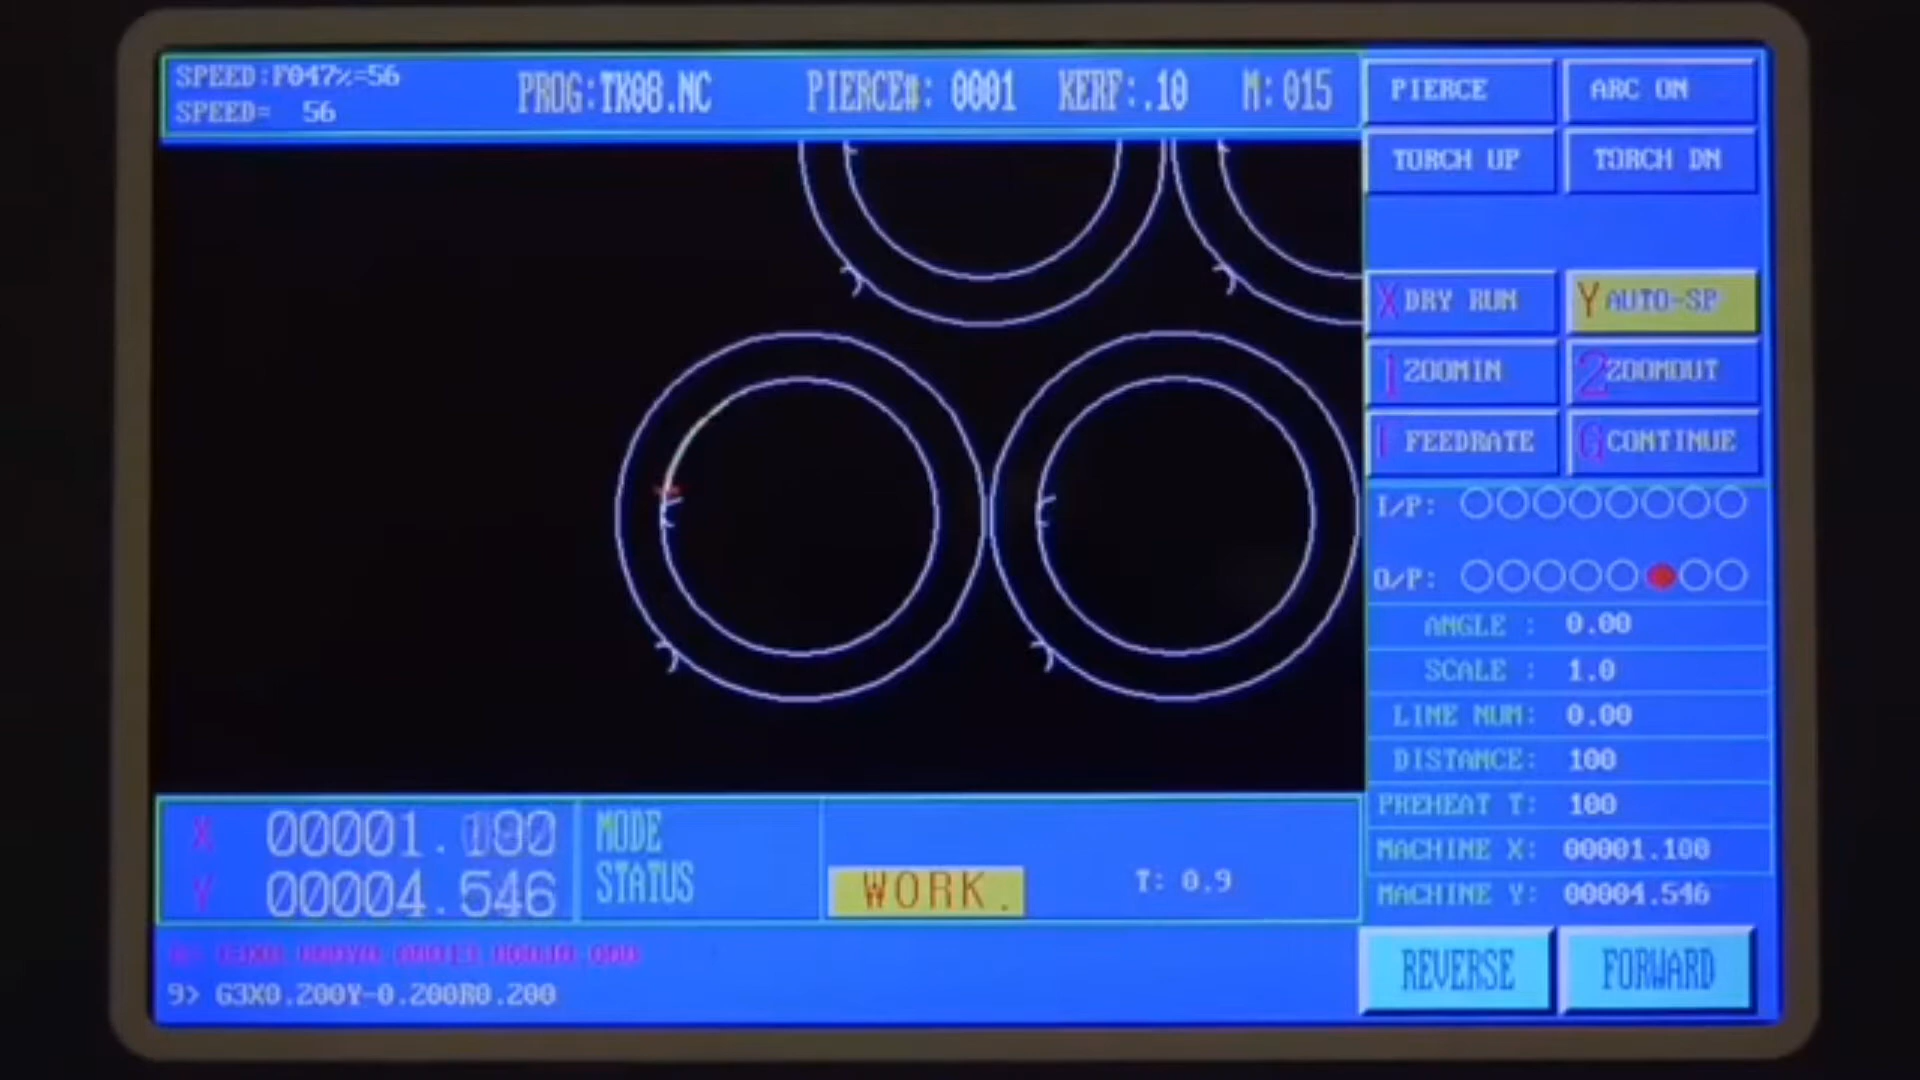 SPEED:F047%=56
SPEED= 56
PROG:TK08.NC
PIERCE#: 0001
KERF:.10
M:015
PIERCE
ARC ON
TORCH UP
TORCH DN
X DRY RUN
Y AUTO-SP
1 ZOOMIN
2 ZOOMOUT
F FEEDRATE
G CONTINUE
I/P:
O/P:
ANGLE : 0.00
SCALE : 1.0
LINE NUM: 0.00
DISTANCE: 100
PREHEAT T: 100
MACHINE X: 00001.108
MACHINE Y: 00004.546
X
Y 00004.546
MODE
STATUS
WORK.
T: 0.9
9> G3X0.200Y-0.200R0.200
REVERSE
FORWARD